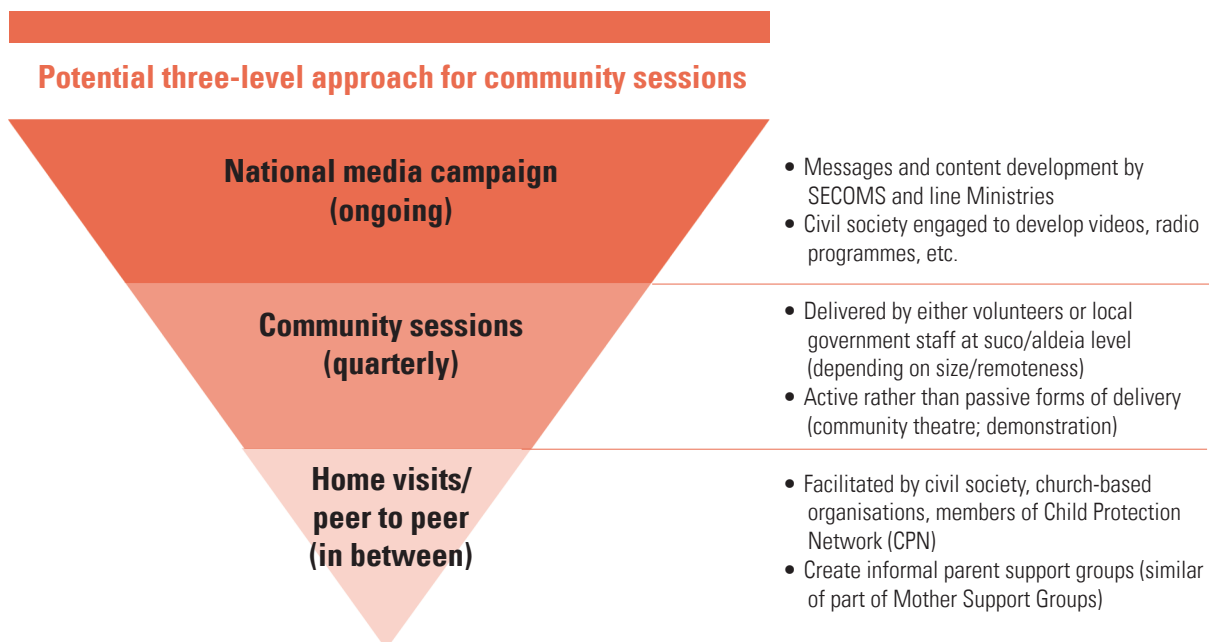 Potential three-level approach for community sessions
National media campaign
(ongoing)
• Messages and content development by
SECOMS and line Ministries
• Civil society engaged to develop videos, radio
programmes, etc.
Community sessions
(quarterly)
• Delivered by either volunteers or local
government staff at suco/aldeia level
(depending on size/remoteness)
• Active rather than passive forms of delivery
(community theatre; demonstration)
Home visits/
peer to peer
(in between)
• Facilitated by civil society, church-based
organisations, members of Child Protection
Network (CPN)
• Create informal parent support groups (similar
of part of Mother Support Groups)